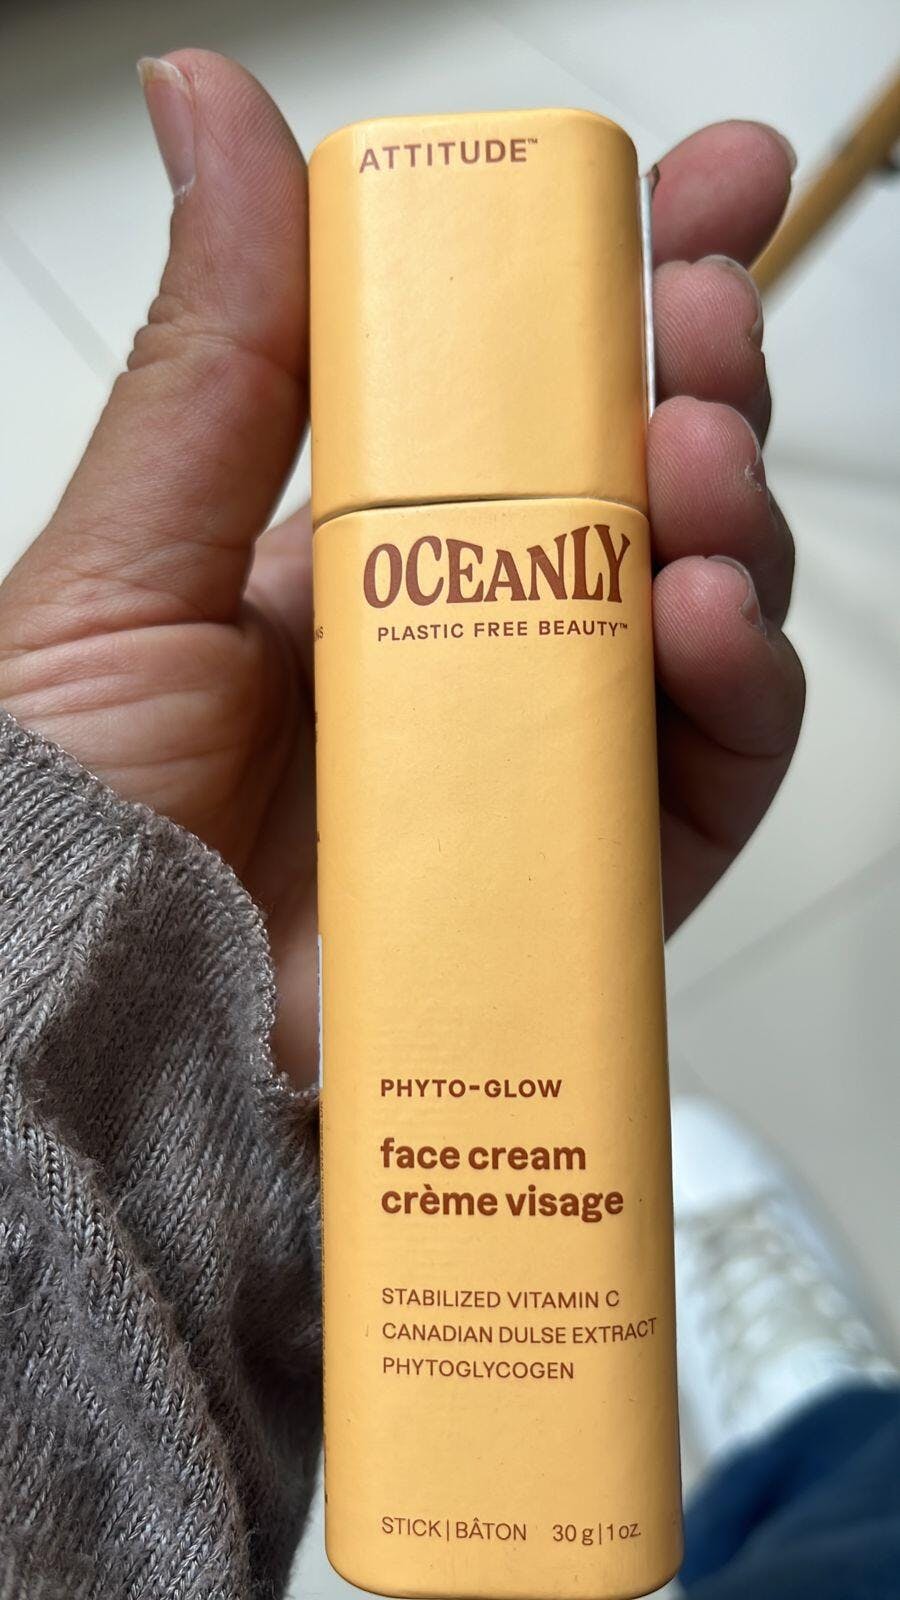 ATTITUDE™
OCEANLY
PLASTIC FREE BEAUTY™
PHYTO-GLOW
face cream
crème visage
STABILIZED VITAMIN C
CANADIAN DULSE EXTRACT
PHYTOGLYCOGEN
STICK|BÂTON 30 g|1 oz.